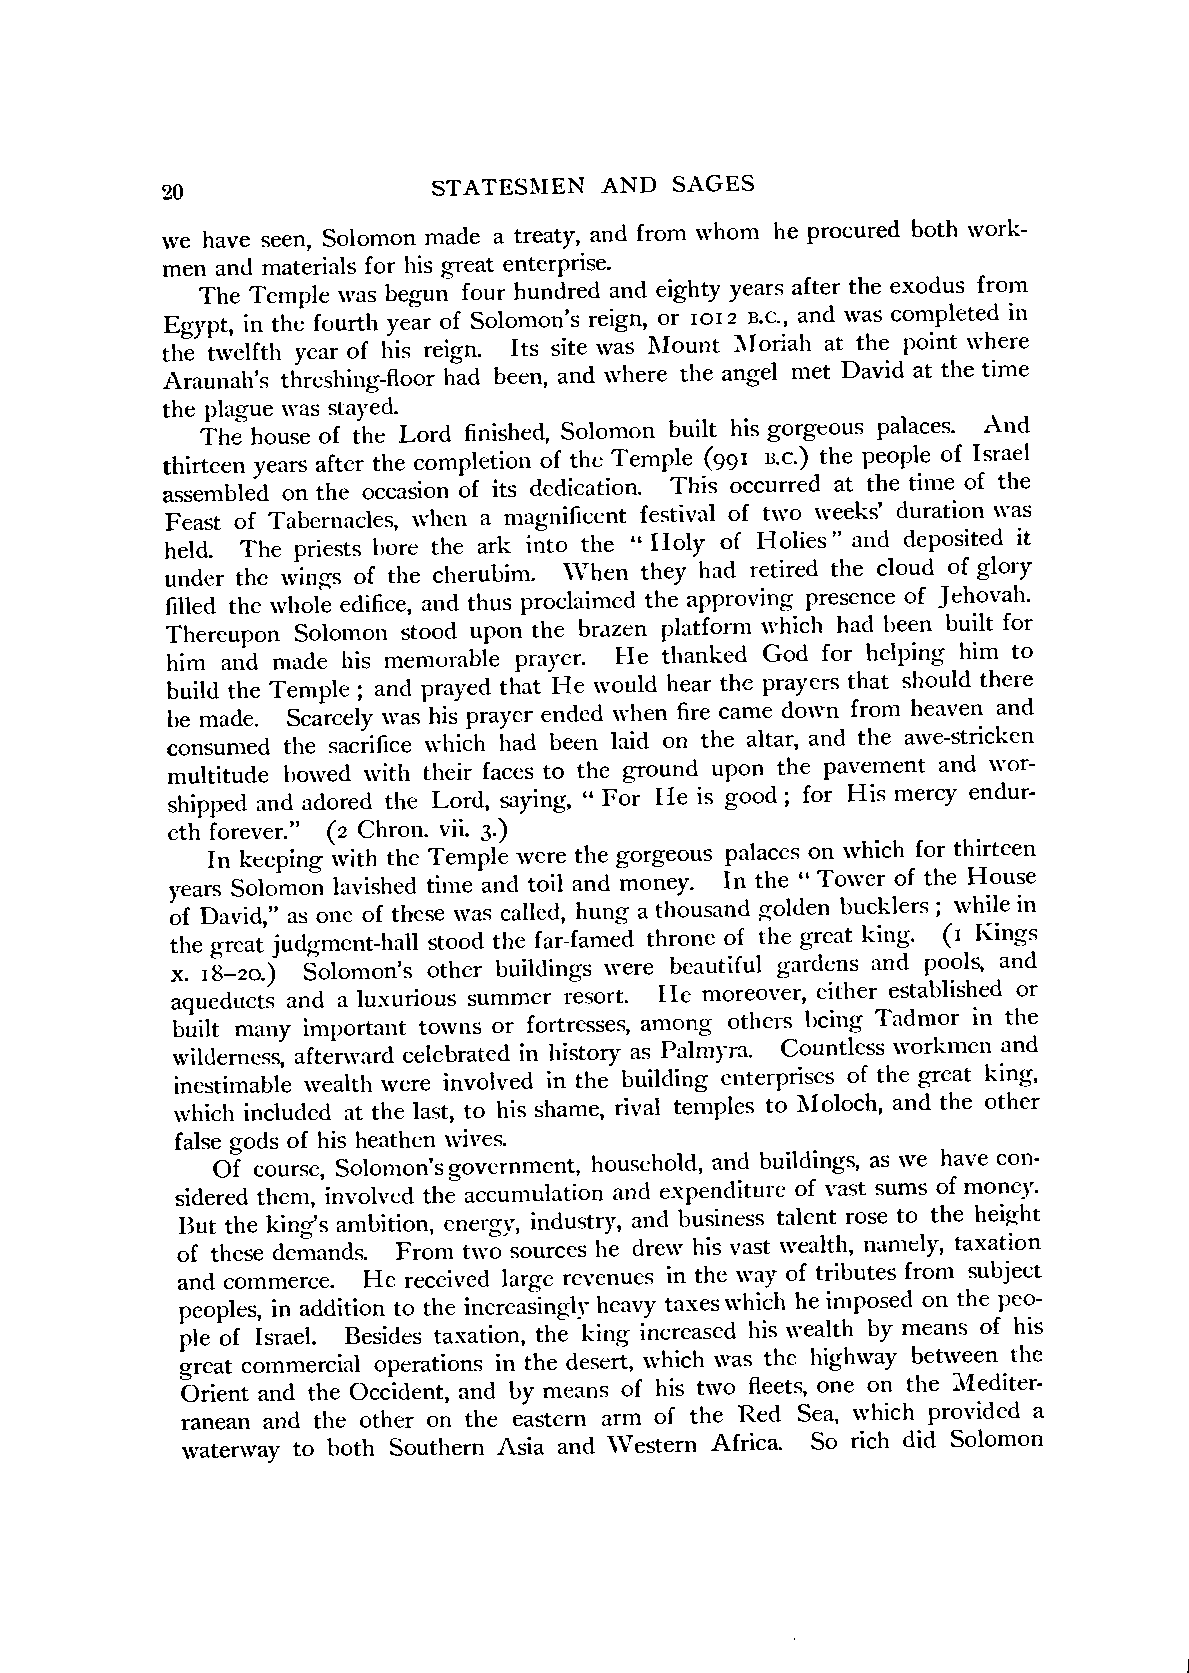 20 STATESMEN AND SAGES
we have seen, Solomon made a treaty, and from whom he procured both work-
men and materials for his great enterprise.
The Temple was begun four hundred and eighty years after the exodus from
Egypt, in the fourth year of Solomon's reign, or 1012 B.C., and was completed in
the twelfth year of his reign. Its site was Mount Moriah at the point where
Araunah's threshing-floor had been, and where the angel met David at the time
the plague was stayed.
The house of the Lord finished, Solomon built his gorgeous palaces. And
thirteen years after the completion of the Temple (991 B.C.) the people of Israel
assembled on the occasion of its dedication. This occurred at the time of the
Feast of Tabernacles, when a magnificent festival of two weeks' duration was
held. The priests bore the ark into the "Holy of Holies" and deposited it
under the wings of the cherubim. When they had retired the cloud of glory
filled the whole edifice, and thus proclaimed the approving presence of Jehovah.
Thereupon Solomon stood upon the brazen platform which had been built for
him and made his memorable prayer. He thanked God for helping him to
build the Temple; and prayed that He would hear the prayers that should there
be made. Scarcely was his prayer ended when fire came down from heaven and
consumed the sacrifice which had been laid on the altar, and the awe-stricken
multitude bowed with their faces to the ground upon the pavement and wor-
shipped and adored the Lord, saying, "For He is good; for His mercy endur-
eth forever." (2 Chron. vii. 3.)
In keeping with the Temple were the gorgeous palaces on which for thirteen
years Solomon lavished time and toil and money. In the "Tower of the House
of David," as one of these was called, hung a thousand golden bucklers; while in
the great judgment-hall stood the far-famed throne of the great king. (1 Kings
x. 18–20.) Solomon's other buildings were beautiful gardens and pools, and
aqueducts and a luxurious summer resort. He moreover, either established or
built many important towns or fortresses, among others being Tadmor in the
wilderness, afterward celebrated in history as Palmyra. Countless workmen and
inestimable wealth were involved in the building enterprises of the great king,
which included at the last, to his shame, rival temples to Moloch, and the other
false gods of his heathen wives.
Of course, Solomon's government, household, and buildings, as we have con-
sidered them, involved the accumulation and expenditure of vast sums of money.
But the king's ambition, energy, industry, and business talent rose to the height
of these demands. From two sources he drew his vast wealth, namely, taxation
and commerce. He received large revenues in the way of tributes from subject
peoples, in addition to the increasingly heavy taxes which he imposed on the peo-
ple of Israel. Besides taxation, the king increased his wealth by means of his
great commercial operations in the desert, which was the highway between the
Orient and the Occident, and by means of his two fleets, one on the Mediter-
ranean and the other on the eastern arm of the Red Sea, which provided a
waterway to both Southern Asia and Western Africa. So rich did Solomon